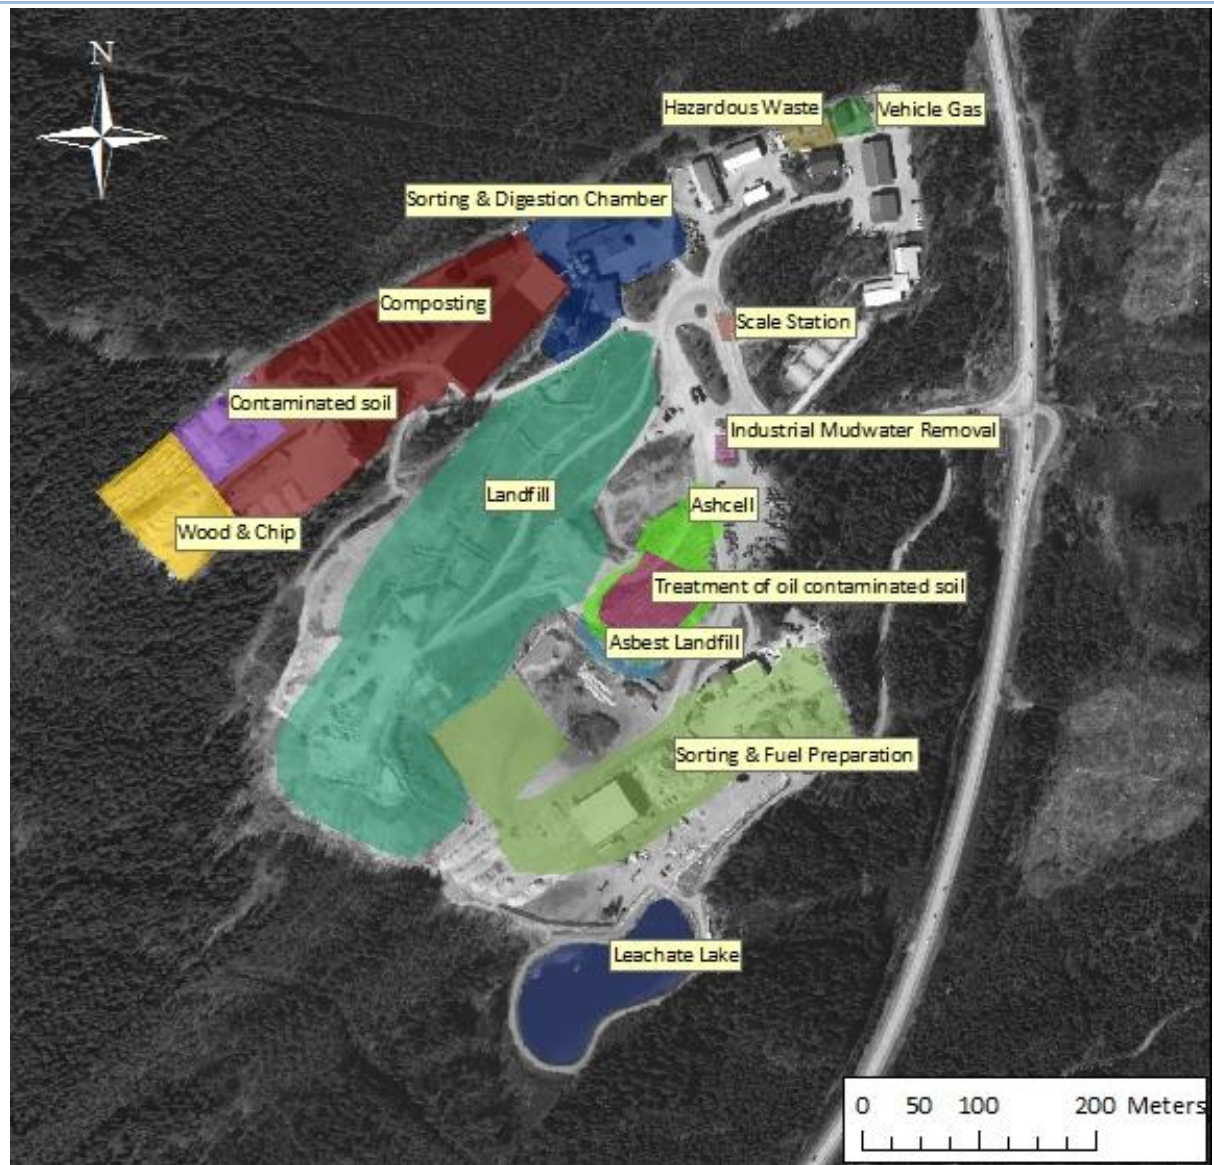 N
Hazardous Waste
Vehicle Gas
Sorting & Digestion Chamber
Composting
Scale Station
Contaminated soil
Industrial Mudwater Removal
Landfill
Ashcell
Wood & Chip
Treatment of oil contaminated soil
Asbest Landfill
Sorting & Fuel Preparation
Leachate Lake
0 50 100 200 Meters